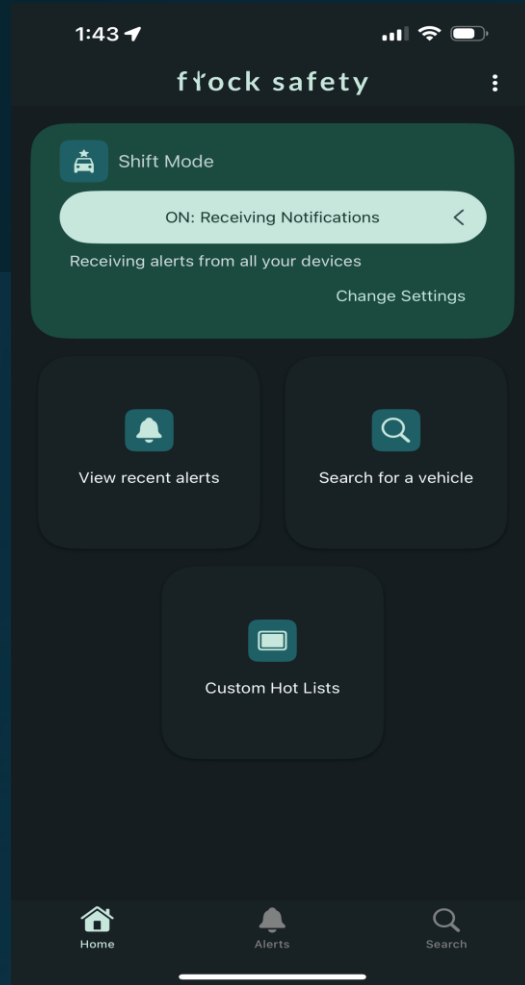 1:43
flock safety
Shift Mode
ON: Receiving Notifications
Receiving alerts from all your devices
Change Settings
View recent alerts
Search for a vehicle
Custom Hot Lists
Home
Alerts
Search